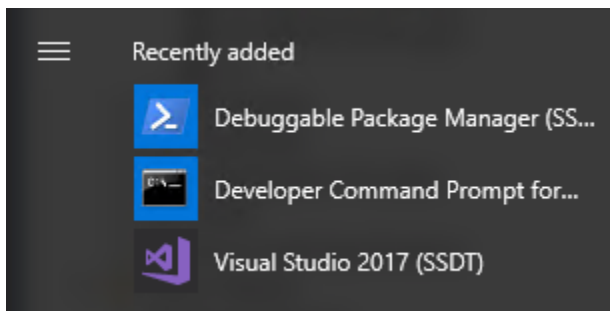 Recently added
Debuggable Package Manager (SS...
Developer Command Prompt for...
Visual Studio 2017 (SSDT)